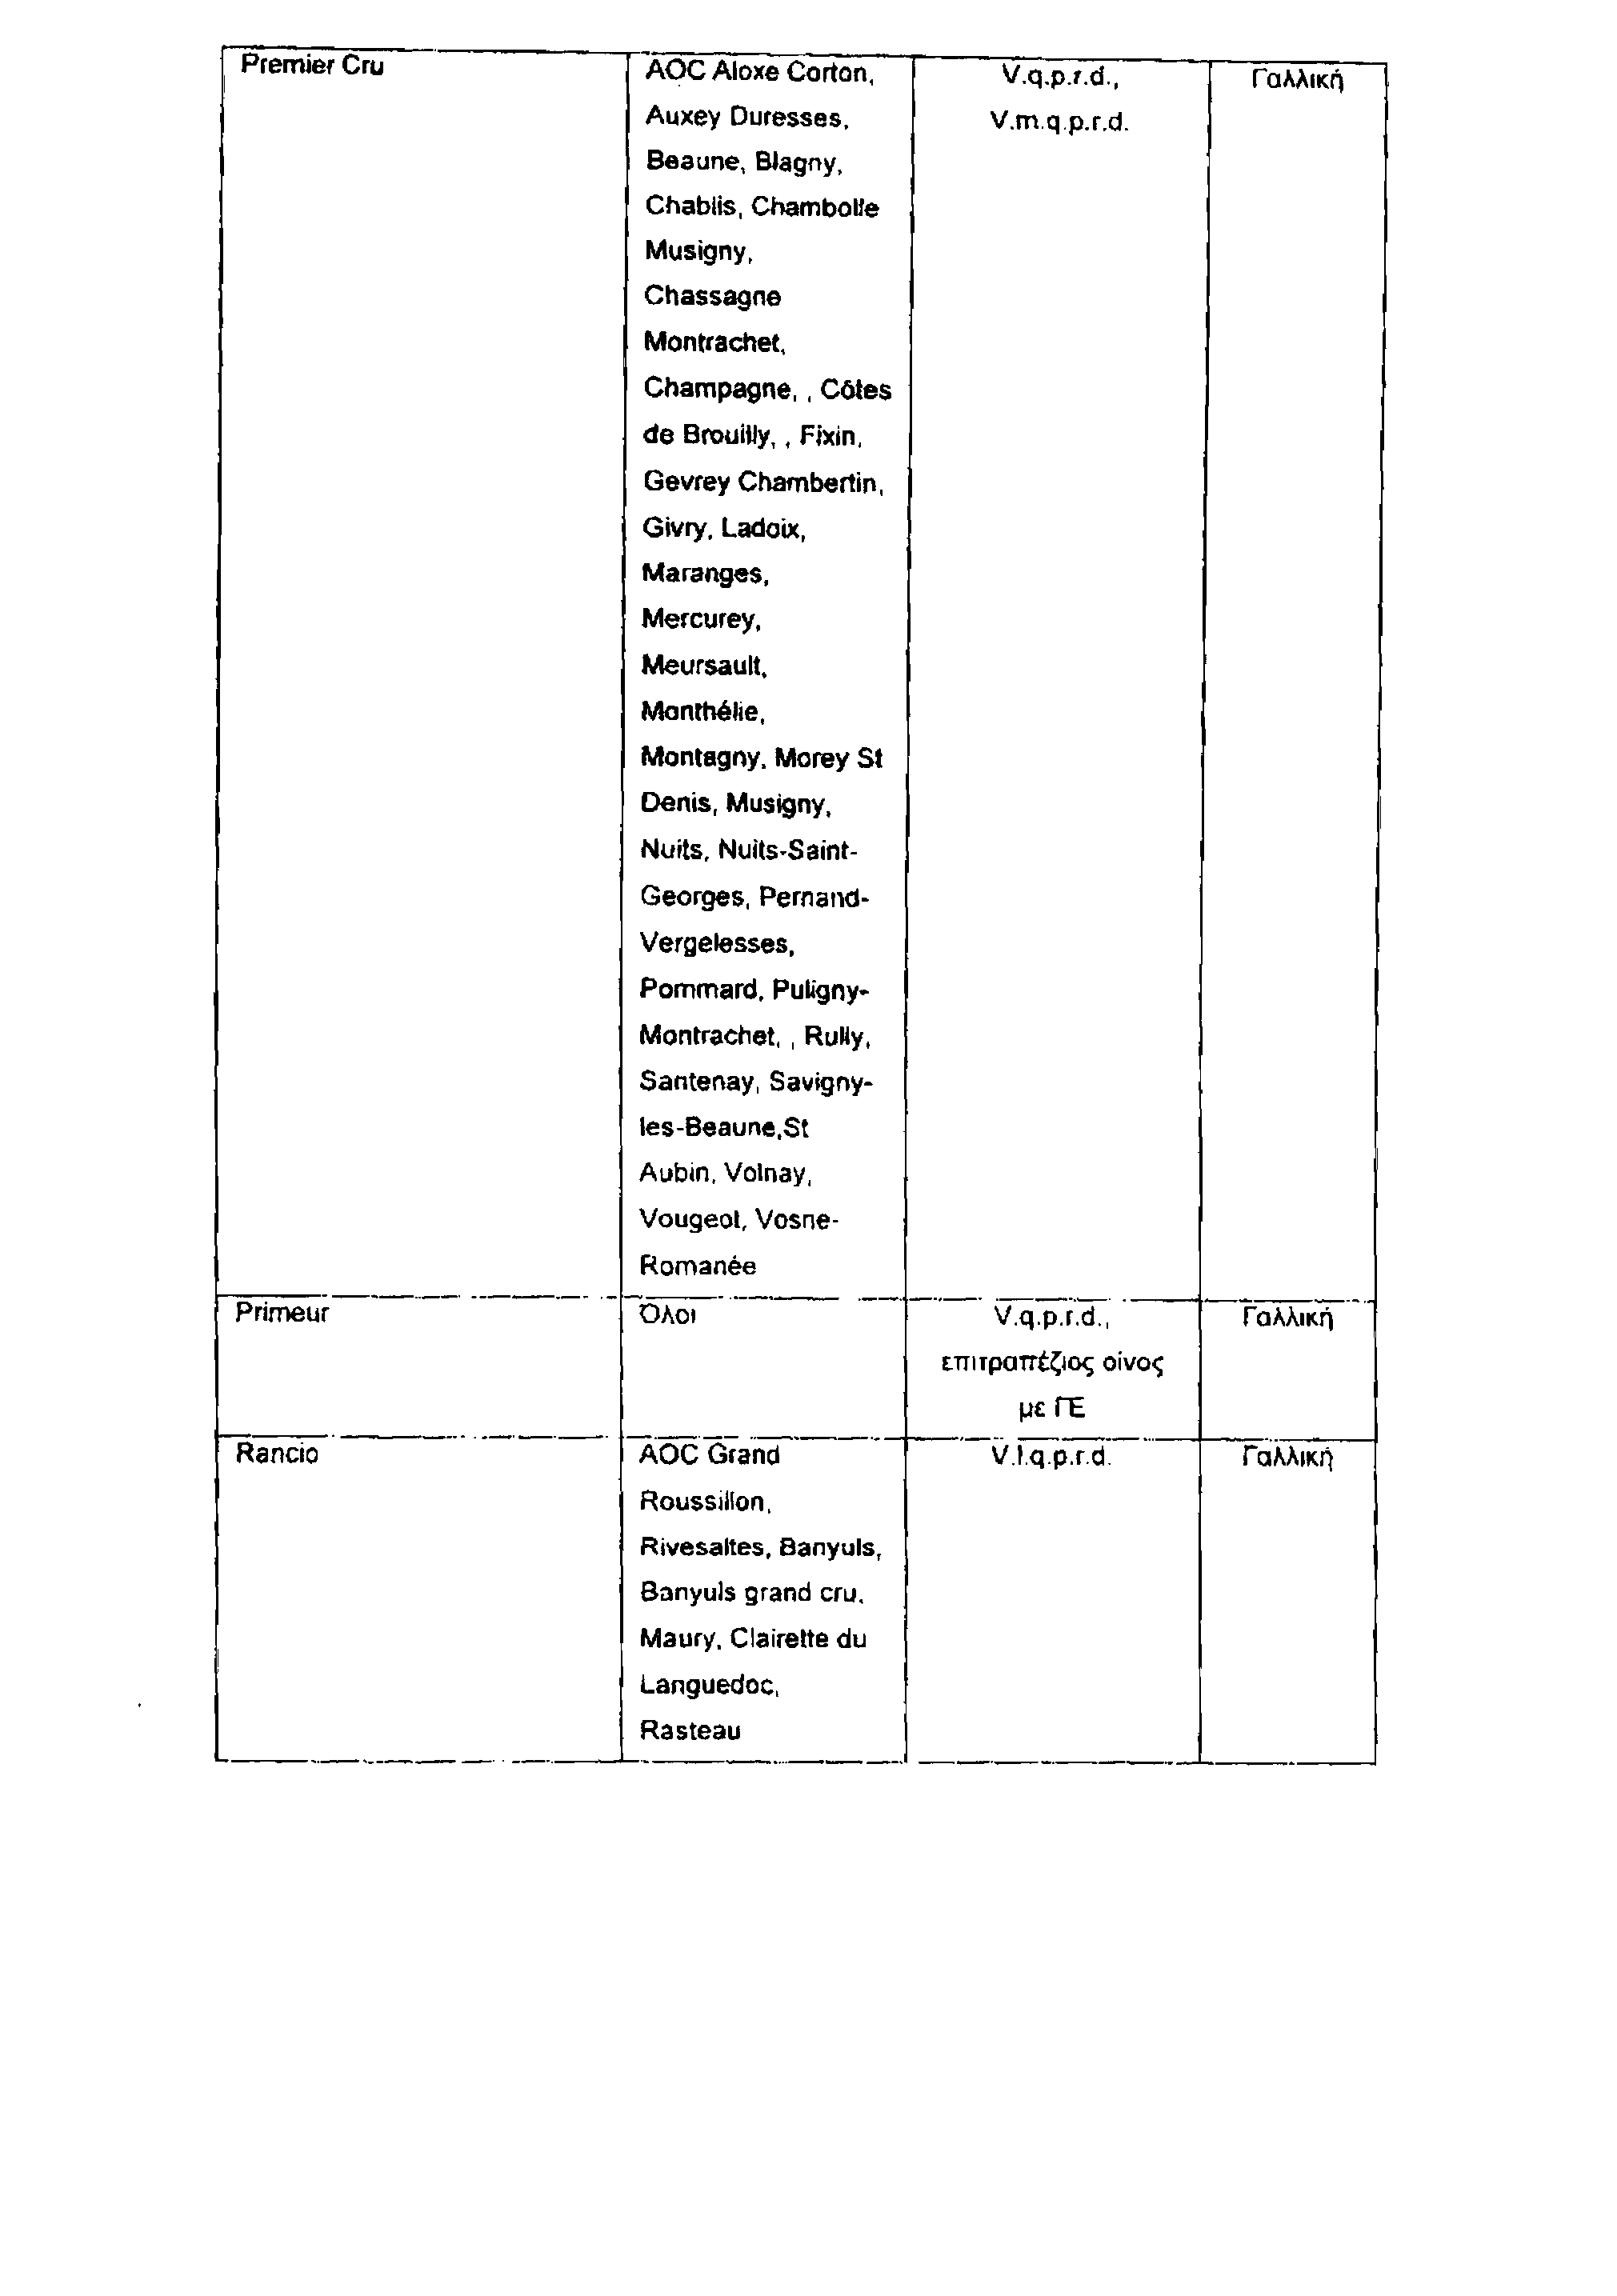 Premier Cru
AOC Aloxe Corton,
Auxey Duresses,
Beaune, Blagny,
Chablis, Chambolle
Musigny,
Chassagne
Montrachet,
Champagne, , Côtes
de Brouilly, , Fixin,
Gevrey Chambertin,
Givry, Ladoix,
Maranges,
Mercurey,
Meursault,
Monthélie,
Montagny, Morey St
Denis, Musigny,
Nuits, Nuits-Saint-
Georges, Pernand-
Vergelesses,
Pommard, Puligny-
Montrachet, , Rully,
Santenay, Savigny-
les-Beaune,St
Aubin, Volnay,
Vougeot, Vosne-
Romanée
V.q.p.r.d.,
V.m.q.p.r.d.
Γαλλική
Primeur
Όλοι
V.q.p.r.d.,
επιτραπέζιος οίνος
με ΓΕ
Γαλλική
Rancio
AOC Grand
Roussillon,
Rivesaltes, Banyuls,
Banyuls grand cru,
Maury, Clairette du
Languedoc,
Rasteau
V.l.q.p.r.d.
Γαλλική